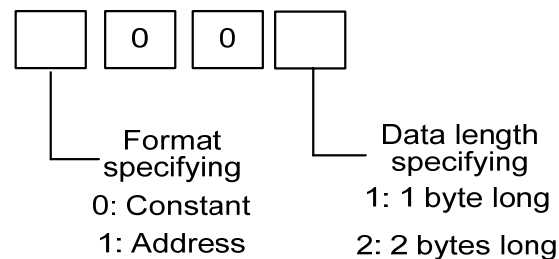 0 0
Format
specifying
0: Constant
1: Address
Data length
specifying
1: 1 byte long
2: 2 bytes long